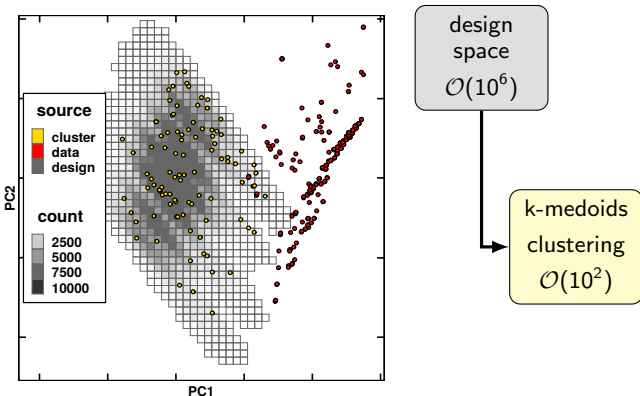 source
cluster
data
design
count
2500
5000
7500
10000
PC2
PC1
design
space
𝒪(10⁶)
k-medoids
clustering
𝒪(10²)